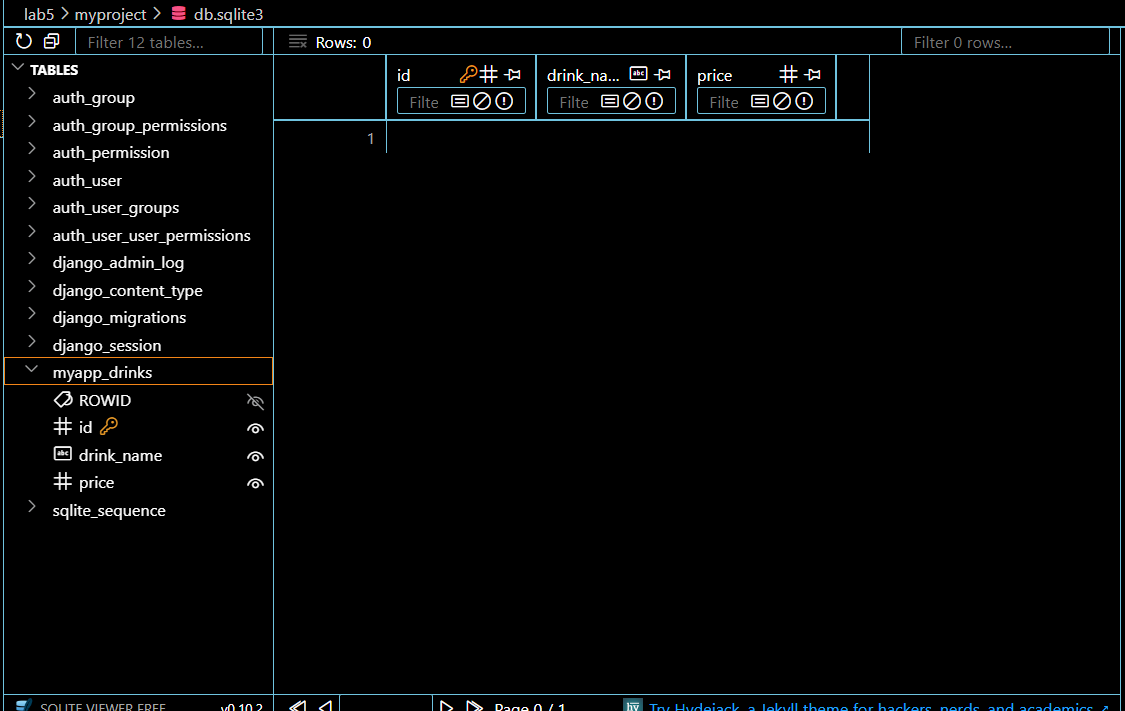 lab5 > myproject > db.sqlite3
Filter 12 tables...
Rows: 0
Filter 0 rows...
TABLES
auth_group
auth_group_permissions
auth_permission
auth_user
auth_user_groups
auth_user_user_permissions
django_admin_log
django_content_type
django_migrations
django_session
myapp_drinks
ROWID
id
drink_name
price
sqlite_sequence
id
drink_na...
price
Filte
Filte
Filte
1
SQLITE VIEWER FREE
v0.10.2
Page 0 / 1
hy
Try Hydejack, a Jekyll theme for hackers, nerds, and academics ↗